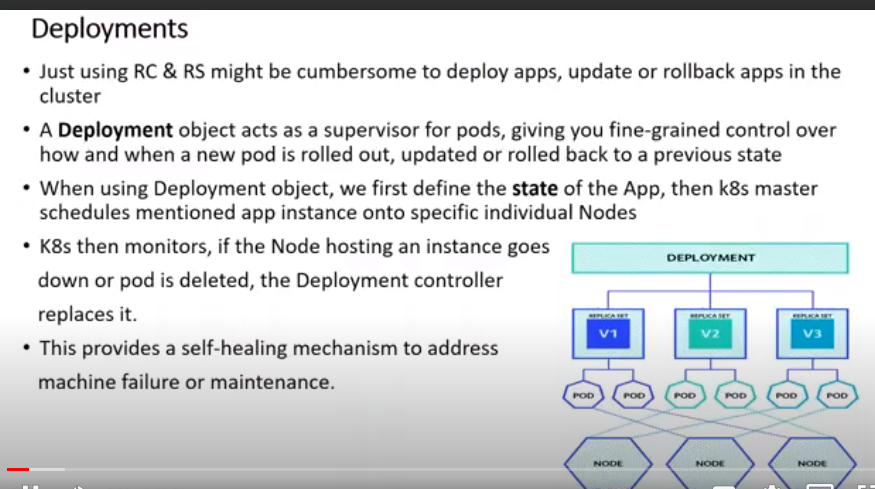 Deployments
• Just using RC & RS might be cumbersome to deploy apps, update or rollback apps in the
cluster
• A Deployment object acts as a supervisor for pods, giving you fine-grained control over
how and when a new pod is rolled out, updated or rolled back to a previous state
• When using Deployment object, we first define the state of the App, then k8s master
schedules mentioned app instance onto specific individual Nodes
• K8s then monitors, if the Node hosting an instance goes
down or pod is deleted, the Deployment controller
replaces it.
• This provides a self-healing mechanism to address
machine failure or maintenance.
DEPLOYMENT
REPLICA SET REPLICA SET REPLICA SET
V1 V2 V3
POD POD POD POD POD POD
NODE NODE NODE